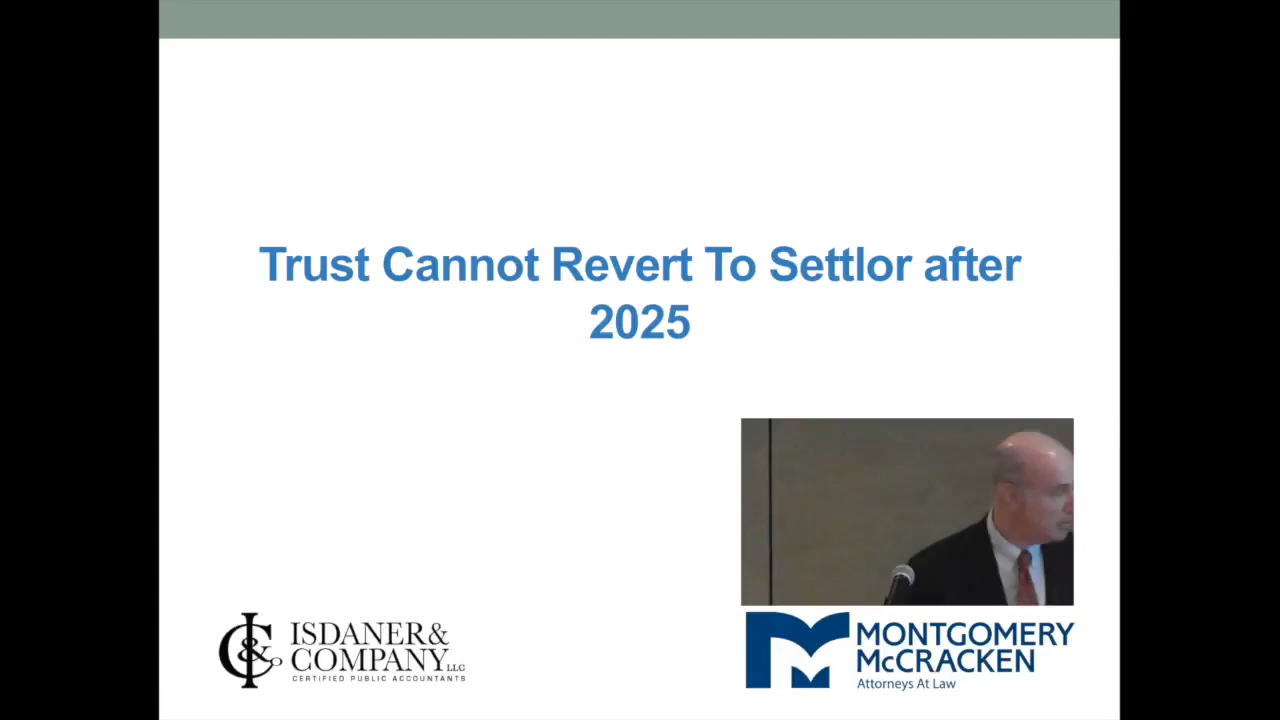 Trust Cannot Revert To Settlor after
2025
ISDANER&
COMPANY LLC
CERTIFIED PUBLIC ACCOUNTANTS
MONTGOMERY
McCRACKEN
Attorneys At Law